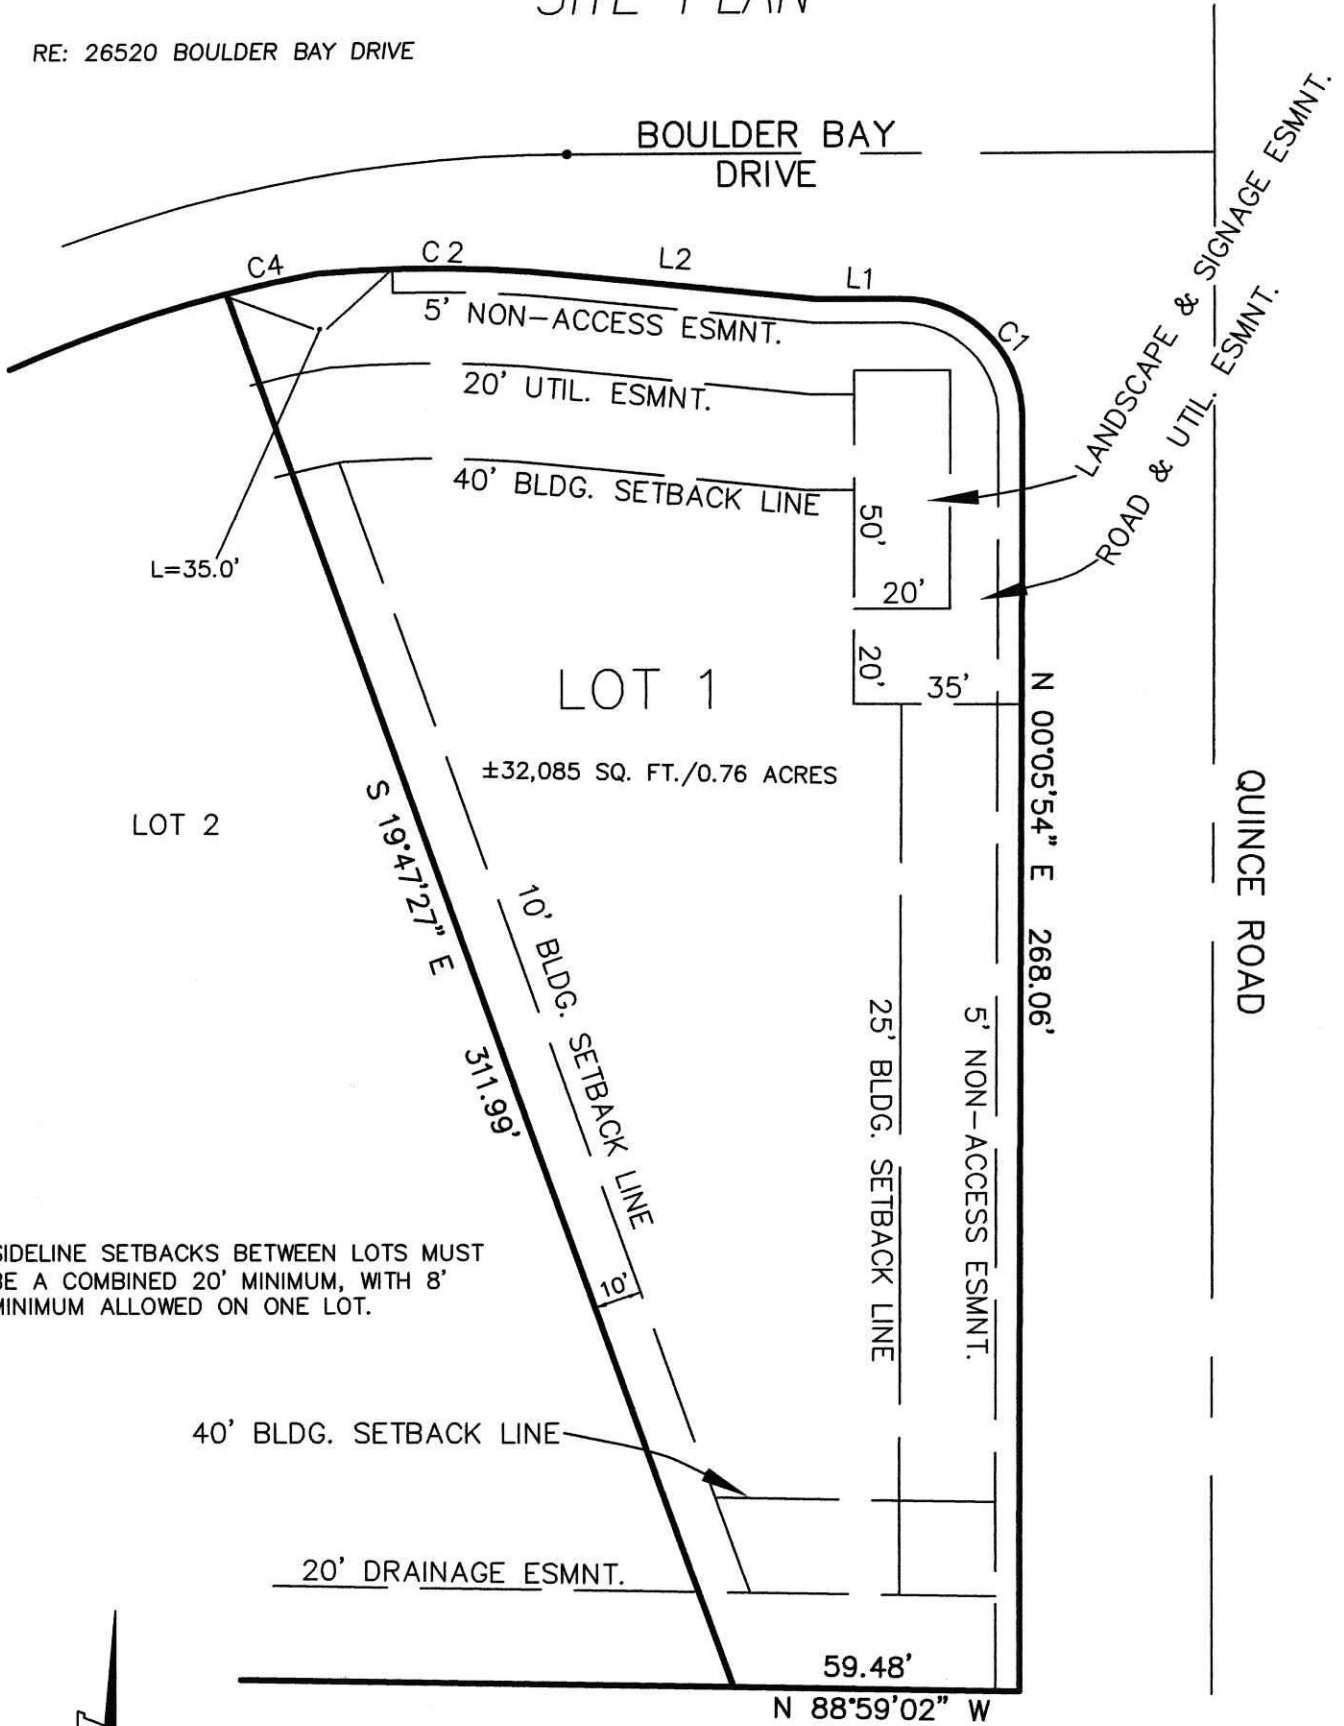 SITE PLAN
RE: 26520 BOULDER BAY DRIVE
BOULDER BAY
DRIVE
C4
C2
L2
L1
C1
5' NON-ACCESS ESMNT.
20' UTIL. ESMNT.
40' BLDG. SETBACK LINE
LANDSCAPE & SIGNAGE ESMNT.
ROAD & UTIL. ESMNT.
L=35.0'
50'
20'
20'
35'
LOT 1
±32,085 SQ. FT./0.76 ACRES
LOT 2
N 00°05'54" E 268.06'
QUINCE ROAD
S 19°47'27" E 311.99'
10' BLDG. SETBACK LINE
25' BLDG. SETBACK LINE
5' NON-ACCESS ESMNT.
SIDELINE SETBACKS BETWEEN LOTS MUST
BE A COMBINED 20' MINIMUM, WITH 8'
MINIMUM ALLOWED ON ONE LOT.
10'
40' BLDG. SETBACK LINE
20' DRAINAGE ESMNT.
59.48'
N 88°59'02" W